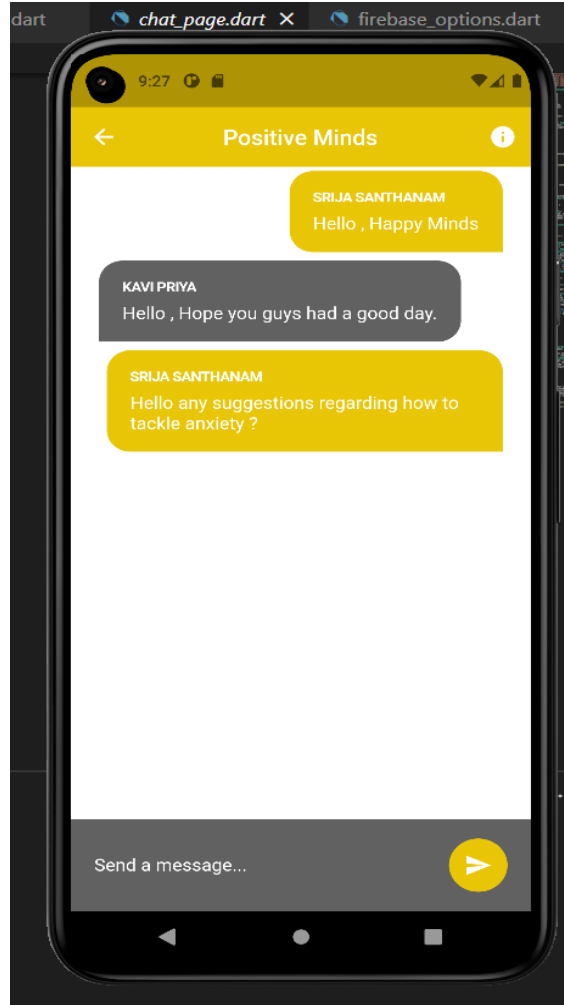 dart
chat_page.dart
firebase_options.dart
9:27
Positive Minds
SRIJA SANTHANAM
Hello , Happy Minds
KAVI PRIYA
Hello , Hope you guys had a good day.
SRIJA SANTHANAM
Hello any suggestions regarding how to
tackle anxiety ?
Send a message...